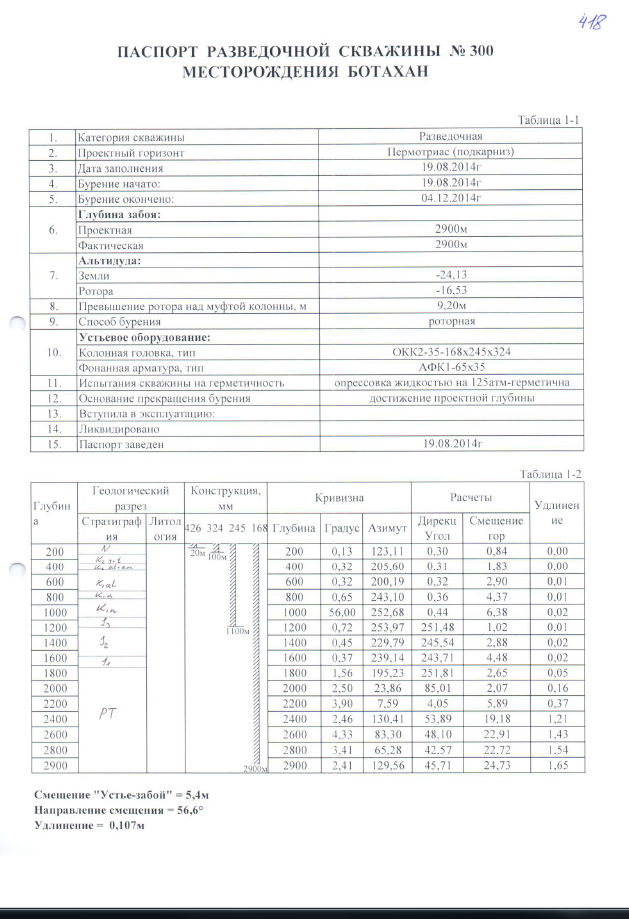 418
ПАСПОРТ РАЗВЕДОЧНОЙ СКВАЖИНЫ № 300
МЕСТОРОЖДЕНИЯ БОТАХАН
Таблица 1-1
1. Категория скважины Разведочная
2. Проектный горизонт Пермотриас (подкарниз)
3. Дата заполнения 19.08.2014г
4. Бурение начато: 19.08.2014г
5. Бурение окончено: 04.12.2014г
Глубина забоя:
6. Проектная 2900м
Фактическая 2900м
Альтидуда:
7. Земли -24,13
Ротора -16,53
8. Превышение ротора над муфтой колонны, м 9,20м
9. Способ бурения роторная
Устьевое оборудование:
10. Колонная головка, тип ОКК2-35-168х245х324
Фонанная арматура, тип АФК1-65х35
11. Испытания скважины на герметичность опрессовка жидкостью на 125атм-герметична
12. Основание прекращения бурения достижение проектной глубины
13. Вступила в эксплуатацию:
14. Ликвидировано
15. Паспорт заведен 19.08.2014г
Таблица 1-2
Глубина Геологический разрез Конструкция, мм Кривизна Расчеты Удлинение
Стратиграфия Литология 426 324 245 168 Глубина Градус Азимут Дирекц Угол Смещение гор
200 N 20м 100м 200 0,13 123,11 0,30 0,84 0,00
400 400 0,32 205,60 0,31 1,83 0,00
600 K₁al 600 0,32 200,19 0,32 2,90 0,01
800 800 0,65 243,10 0,36 4,37 0,01
1000 K₁n 1000 56,00 252,68 0,44 6,38 0,02
1200 J₃ 1100м 1200 0,72 253,97 251,48 1,02 0,01
1400 J₂ 1400 0,45 229,79 245,54 2,88 0,02
1600 J₁ 1600 0,37 239,14 243,71 4,48 0,02
1800 1800 1,56 195,23 251,81 2,65 0,05
2000 2000 2,50 23,86 85,01 2,07 0,16
2200 PT 2200 3,90 7,59 4,05 5,89 0,37
2400 2400 2,46 130,41 53,89 19,18 1,21
2600 2600 4,33 83,30 48,10 22,91 1,43
2800 2800 3,41 65,28 42,57 22,72 1,54
2900 2900м 2900 2,41 129,56 45,71 24,73 1,65
Смещение "Устье-забой" = 5,4м
Направление смещения = 56,6°
Удлинение = 0,107м